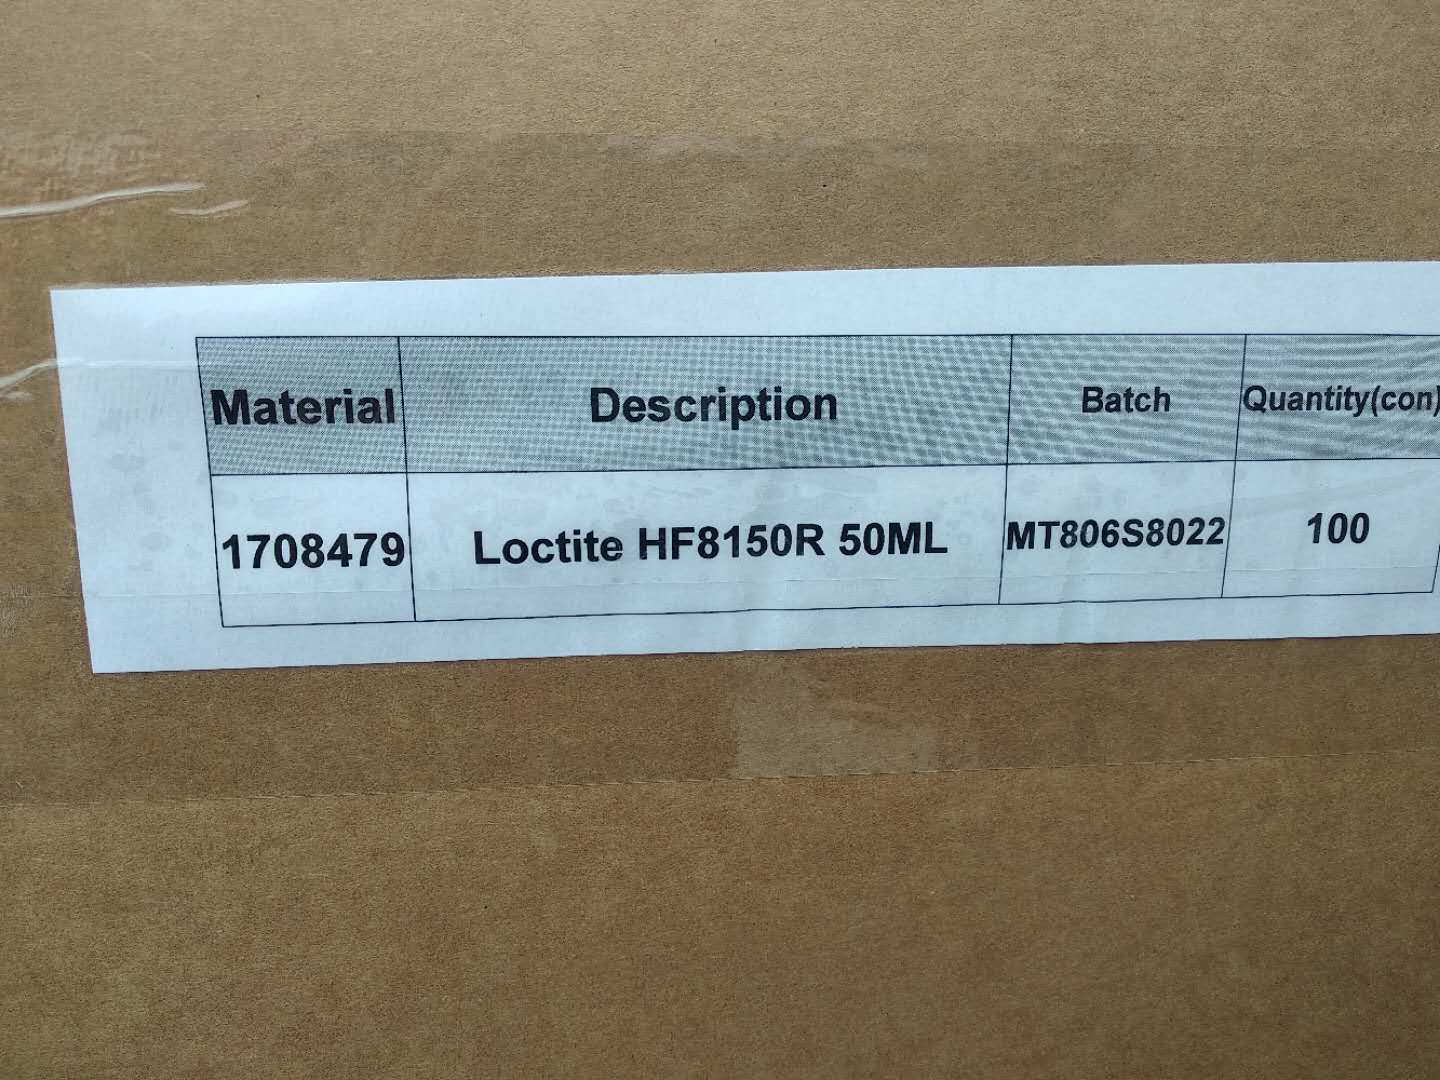 Material Description Batch Quantity(con)
1708479 Loctite HF8150R 50ML MT806S8022 100